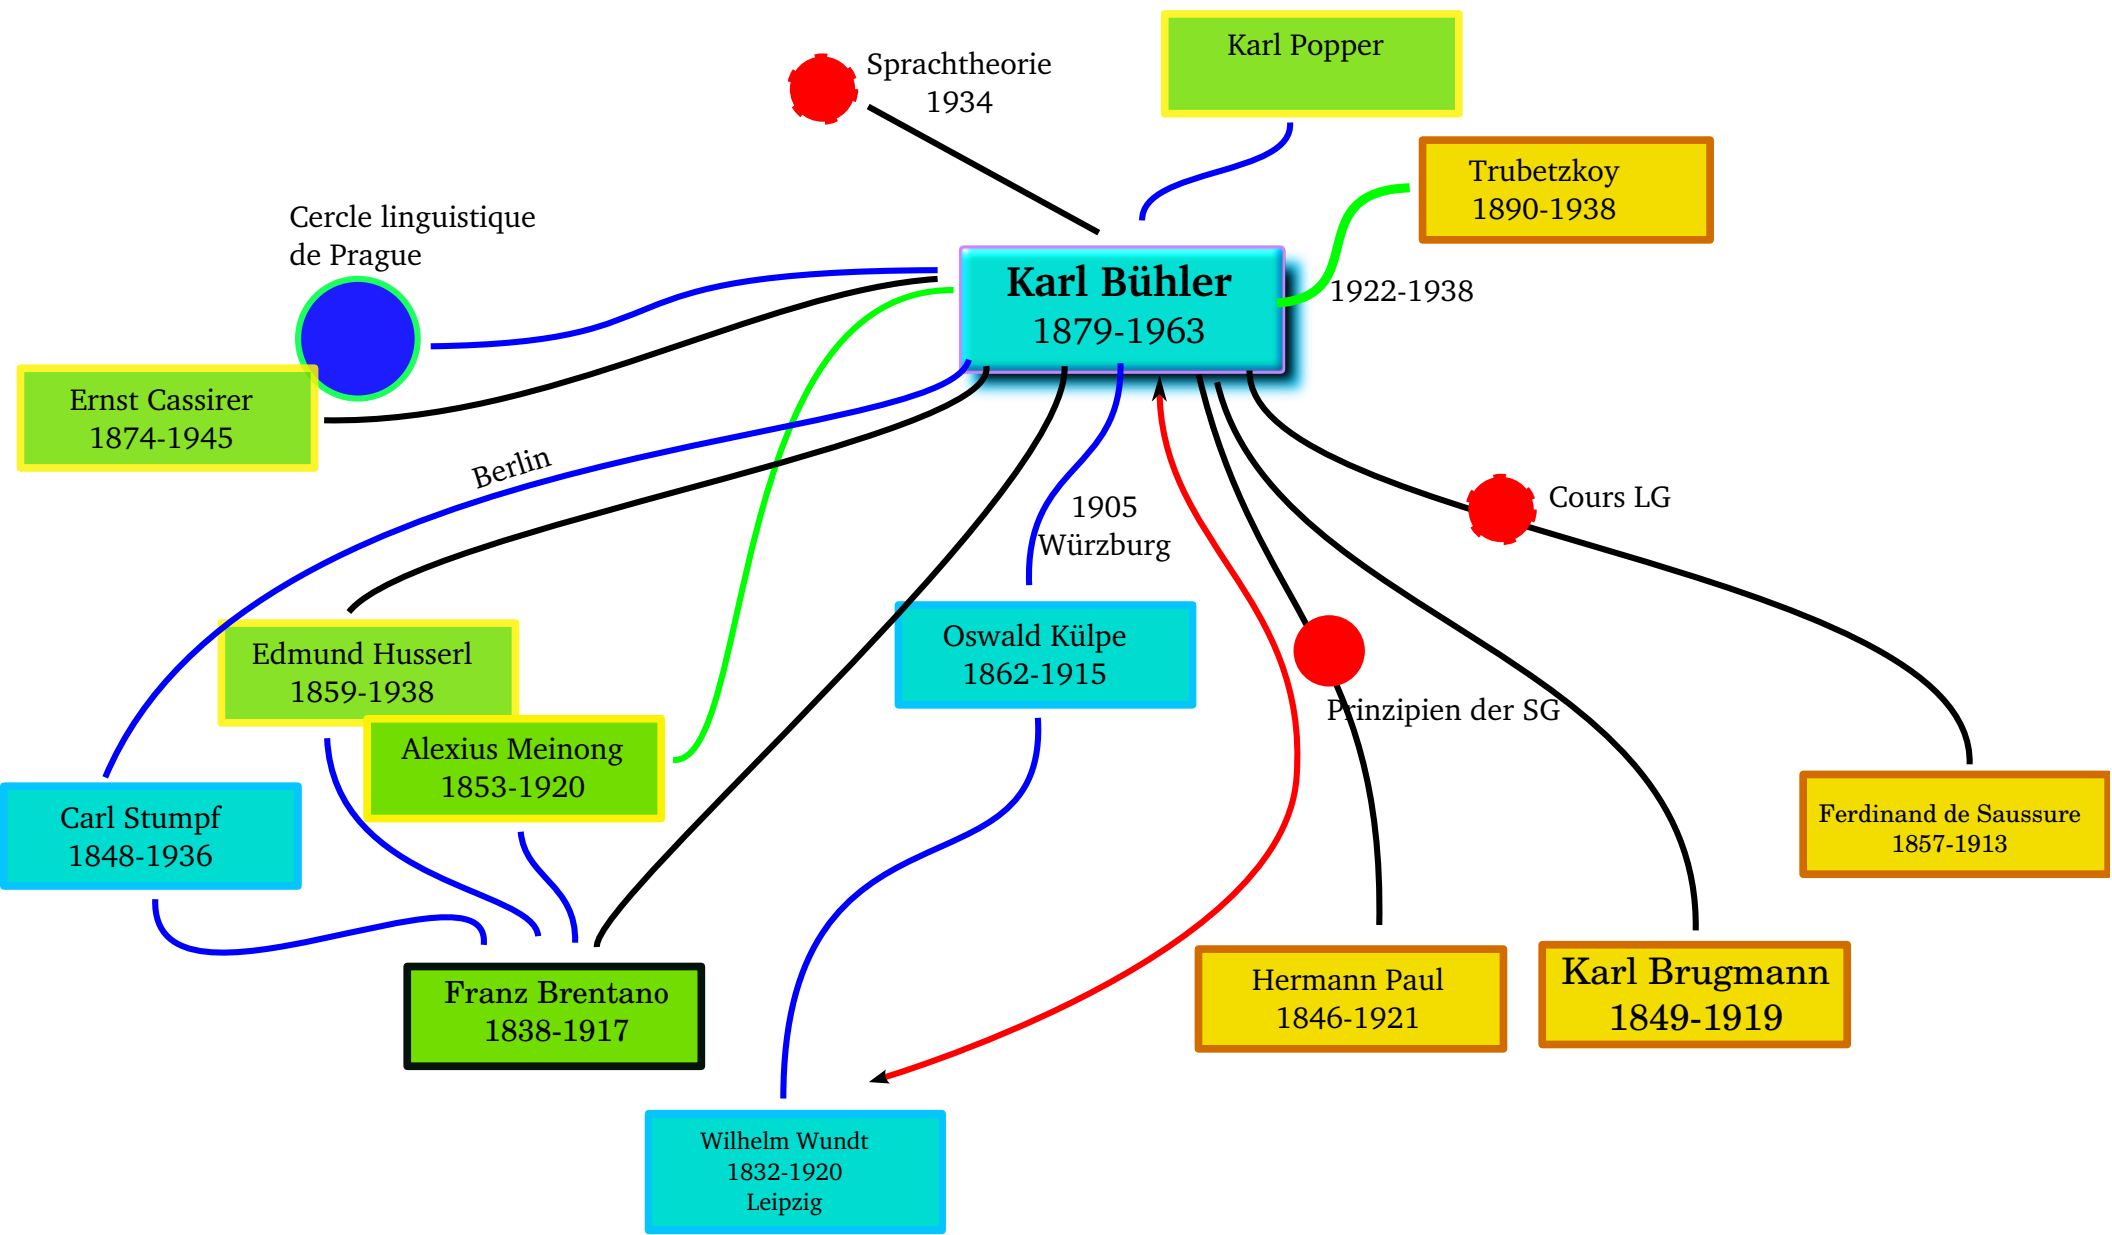 Karl Popper
Sprachtheorie
1934
Trubetzkoy
1890-1938
Cercle linguistique
de Prague
Karl Bühler
1879-1963
1922-1938
Ernst Cassirer
1874-1945
Berlin
1905
Würzburg
Cours LG
Edmund Husserl
1859-1938
Oswald Külpe
1862-1915
Prinzipien der SG
Alexius Meinong
1853-1920
Carl Stumpf
1848-1936
Ferdinand de Saussure
1857-1913
Franz Brentano
1838-1917
Hermann Paul
1846-1921
Karl Brugmann
1849-1919
Wilhelm Wundt
1832-1920
Leipzig